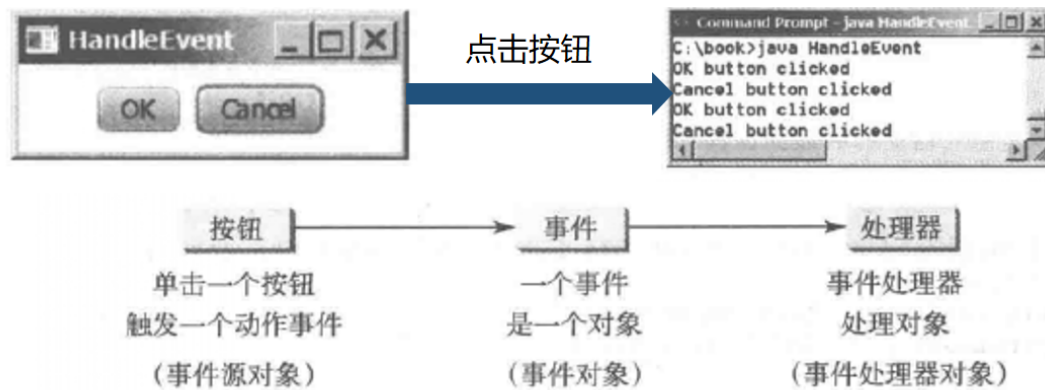 HandleEvent
OK
Cancel
点击按钮
Command Prompt - java HandleEvent
C:\book>java HandleEvent
OK button clicked
Cancel button clicked
OK button clicked
Cancel button clicked
按钮 事件 处理器
单击一个按钮 一个事件 事件处理器
触发一个动作事件 是一个对象 处理对象
(事件源对象) (事件对象) (事件处理器对象)